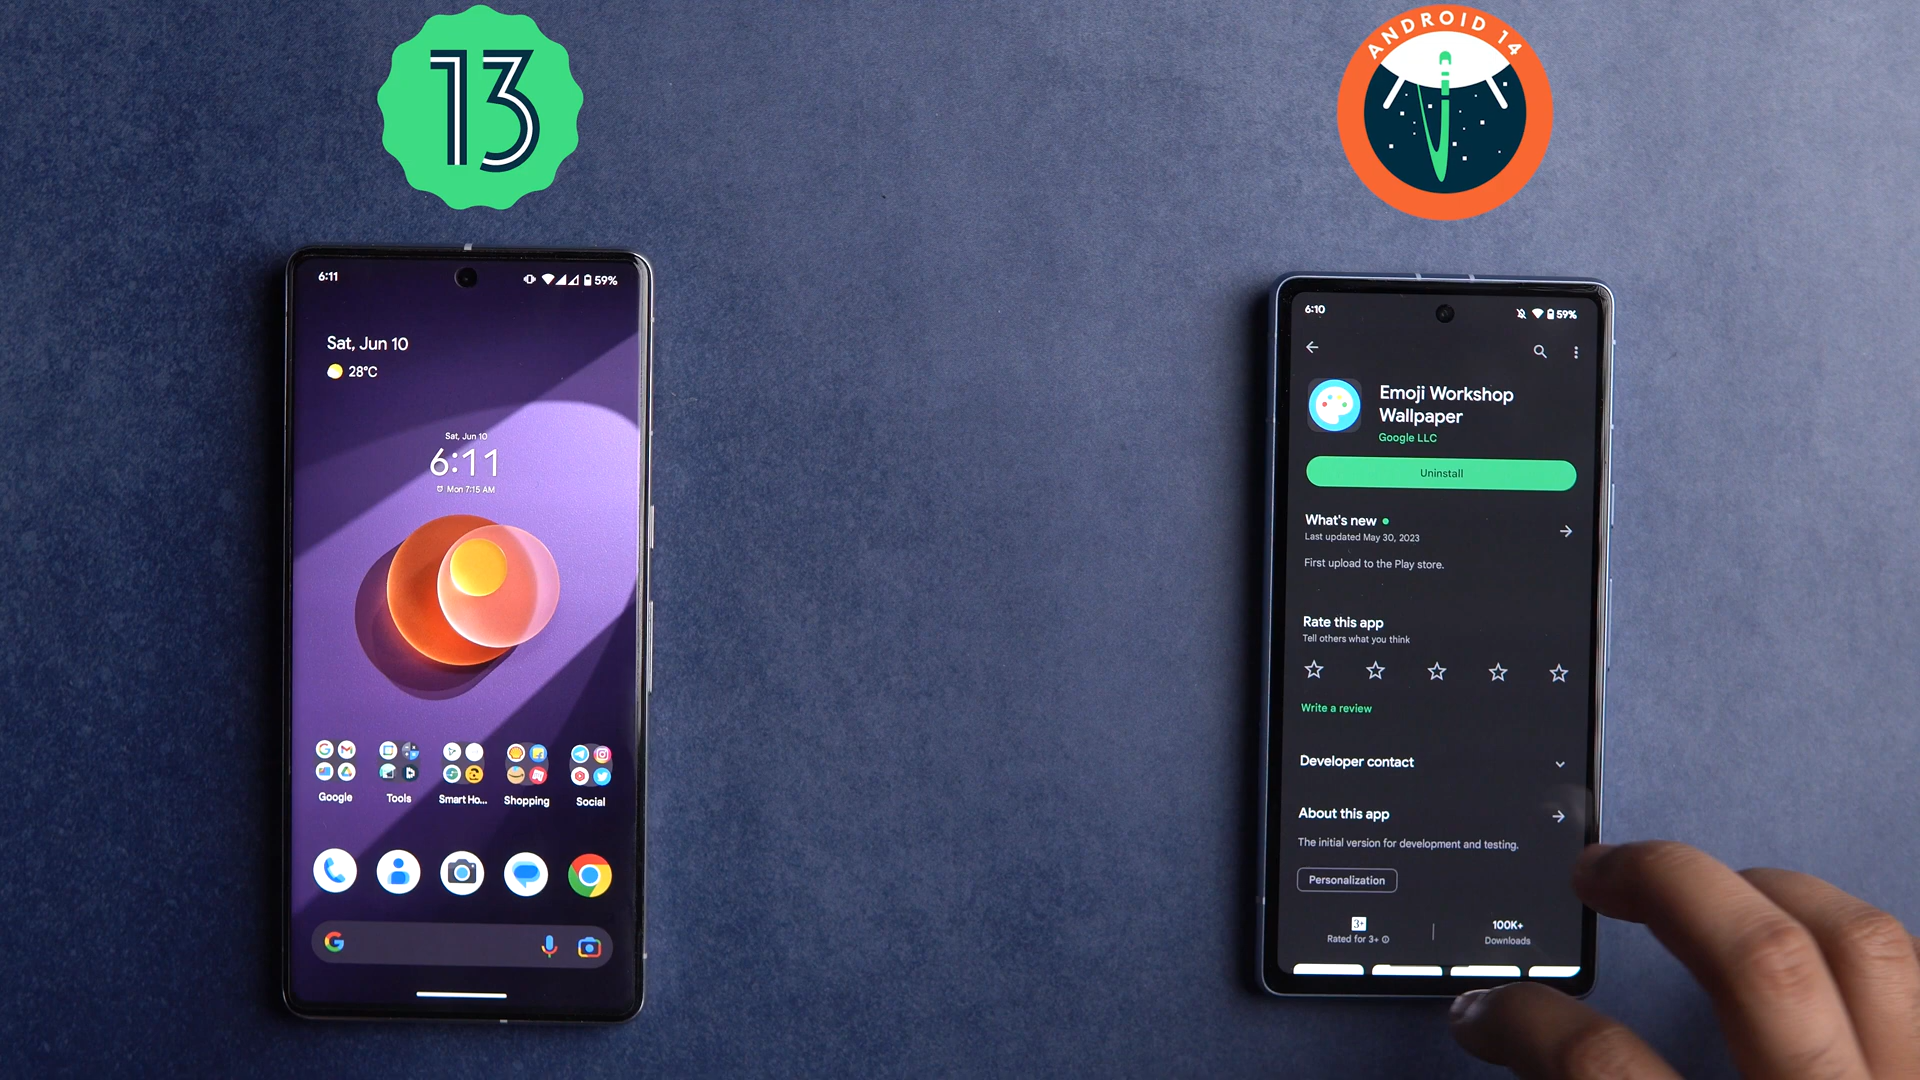 13
6:11
59%
Sat, Jun 10
28°C
Sat, Jun 10
6:11
Mon 7:15 AM
Google
Tools
Smart Ho...
Shopping
Social
ANDROID 14
6:10
59%
Emoji Workshop
Wallpaper
Google LLC
Uninstall
What's new
Last updated May 30, 2023
First upload to the Play store.
Rate this app
Tell others what you think
Write a review
Developer contact
About this app
The initial version for development and testing.
Personalization
3+
Rated for 3+
100K+
Downloads